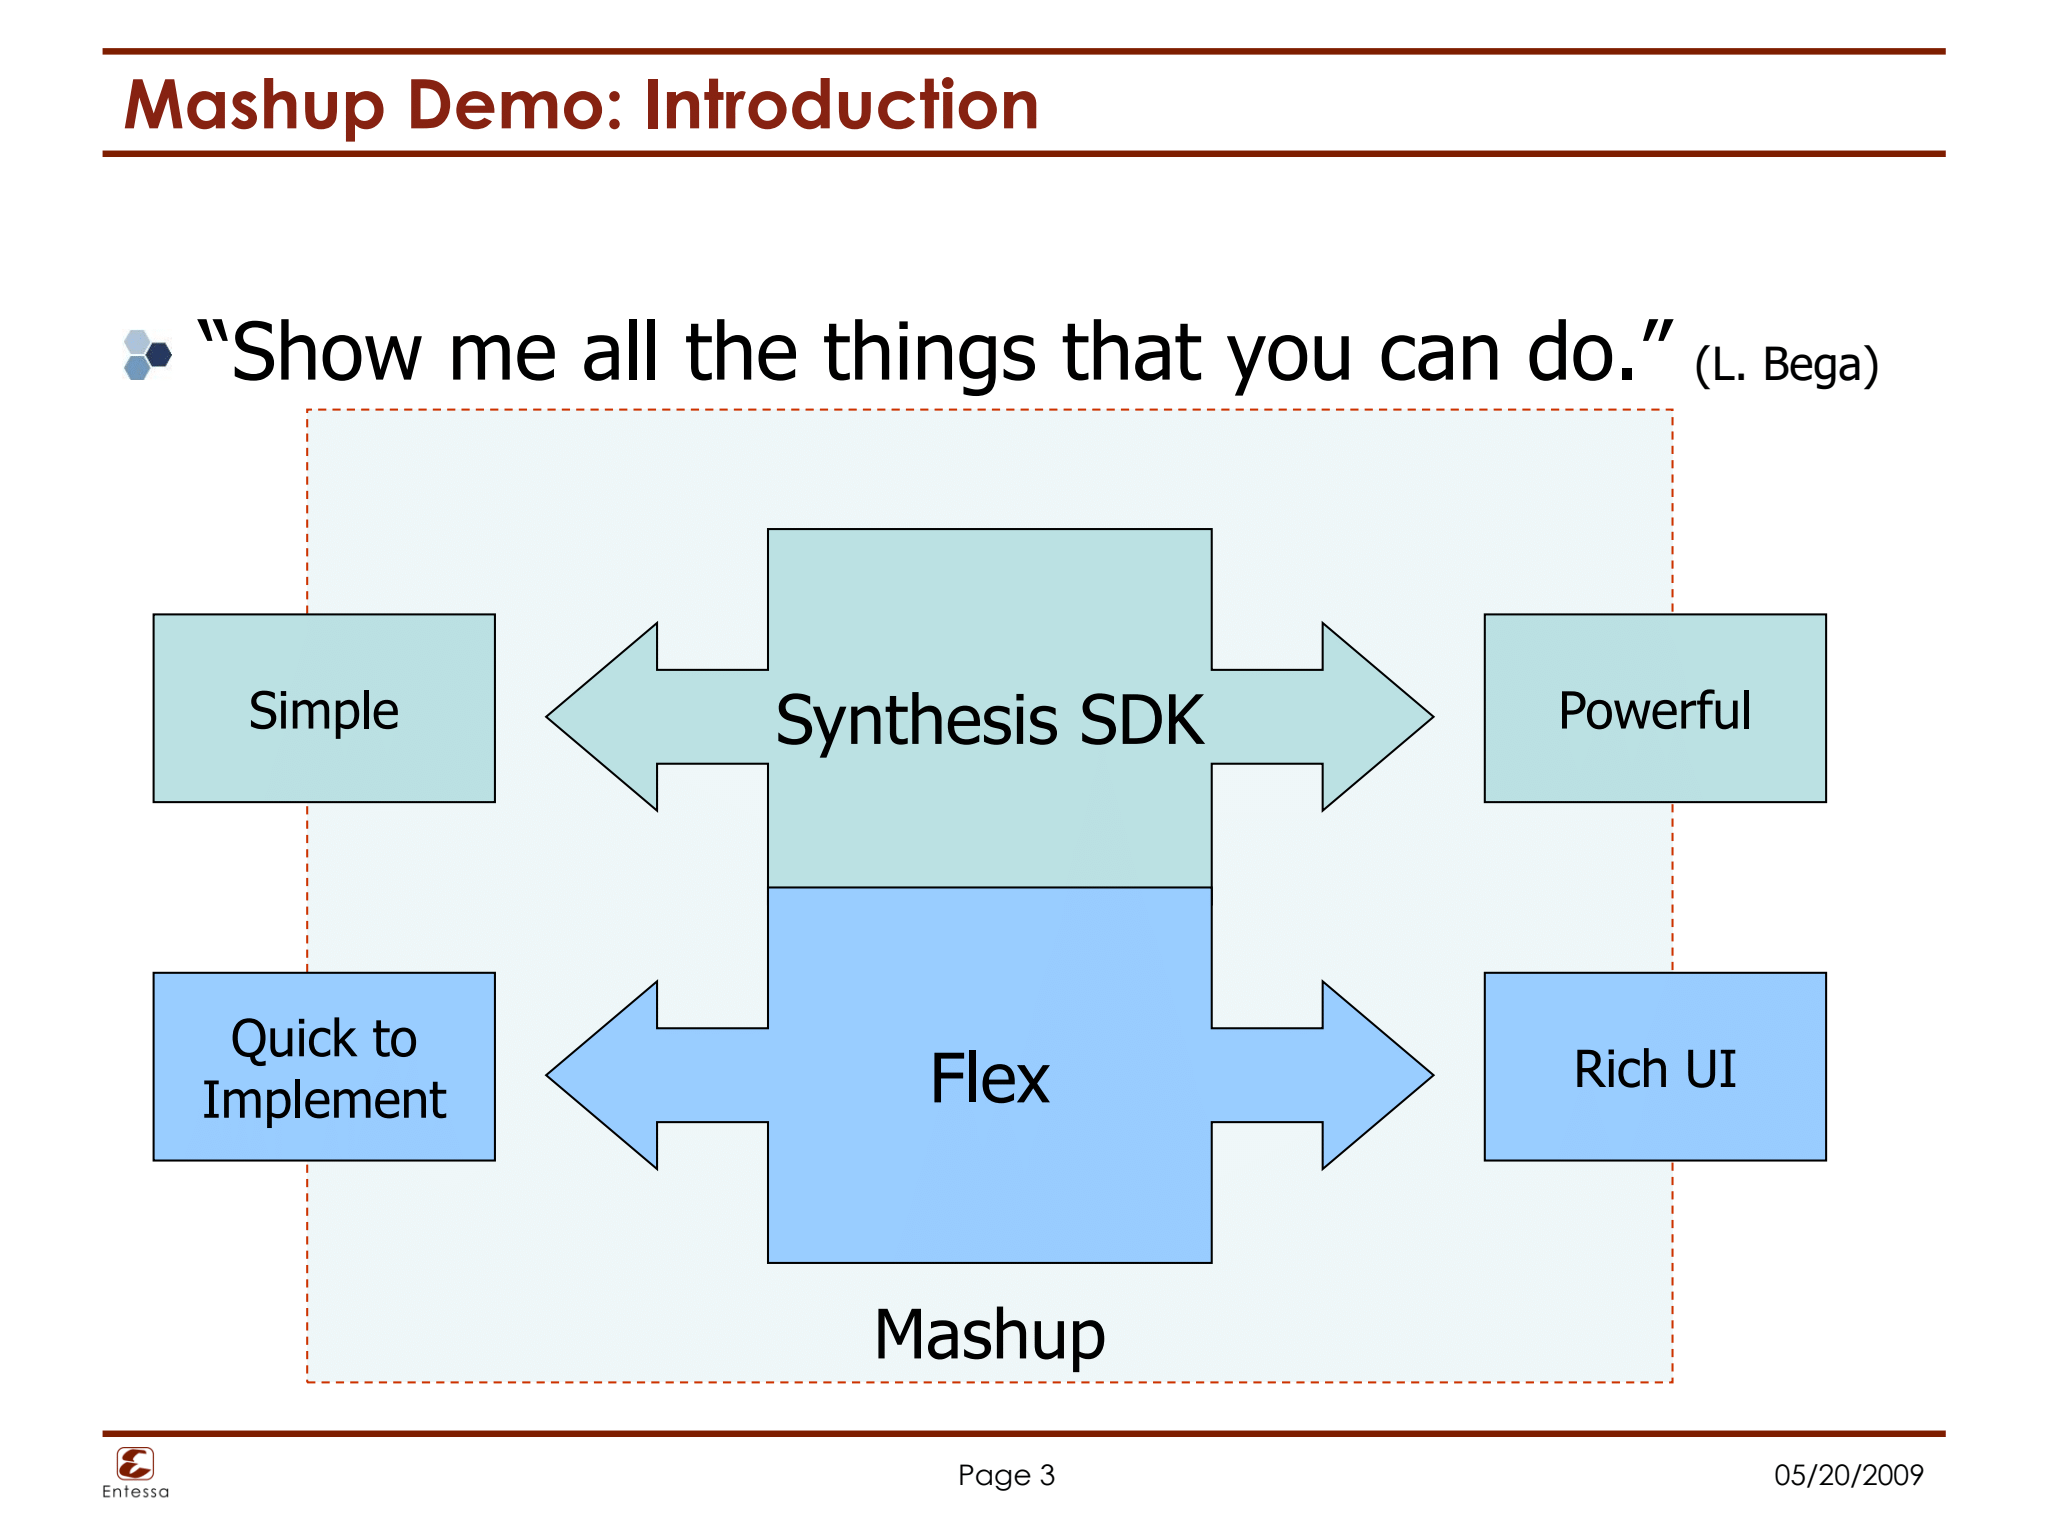 Mashup Demo: Introduction
“Show me all the things that you can do.” (L. Bega)
Simple
Synthesis SDK
Powerful
Quick to
Implement
Flex
Rich UI
Mashup
Entessa
Page 3
05/20/2009